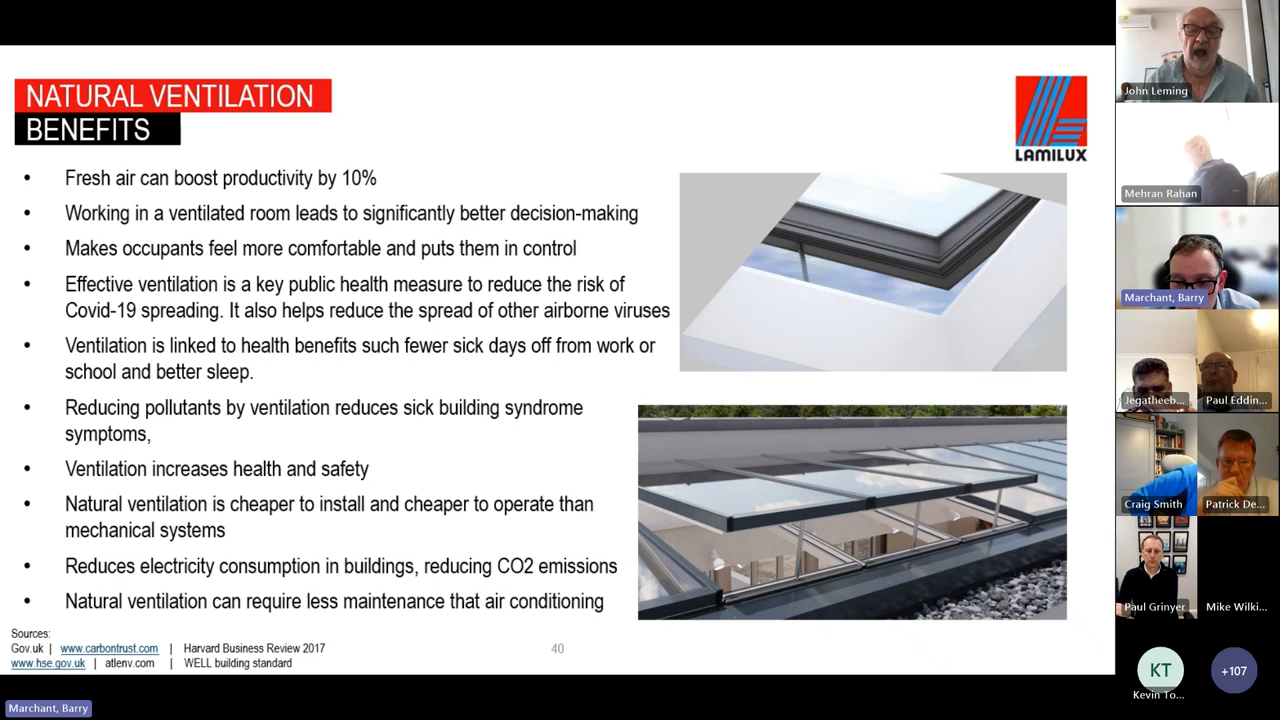 NATURAL VENTILATION
BENEFITS
LAMILUX
• Fresh air can boost productivity by 10%
• Working in a ventilated room leads to significantly better decision-making
• Makes occupants feel more comfortable and puts them in control
• Effective ventilation is a key public health measure to reduce the risk of
Covid-19 spreading. It also helps reduce the spread of other airborne viruses
• Ventilation is linked to health benefits such fewer sick days off from work or
school and better sleep.
• Reducing pollutants by ventilation reduces sick building syndrome
symptoms,
• Ventilation increases health and safety
• Natural ventilation is cheaper to install and cheaper to operate than
mechanical systems
• Reduces electricity consumption in buildings, reducing CO2 emissions
• Natural ventilation can require less maintenance that air conditioning
Sources:
Gov.uk | www.carbontrust.com | Harvard Business Review 2017
www.hse.gov.uk | atlenv.com | WELL building standard
40
Marchant, Barry
John Leming
Mehran Rahan
Marchant, Barry
Jegatheeb...
Paul Eddin...
Craig Smith
Patrick De...
Paul Grinyer
Mike Wilki...
KT
Kevin To...
+107